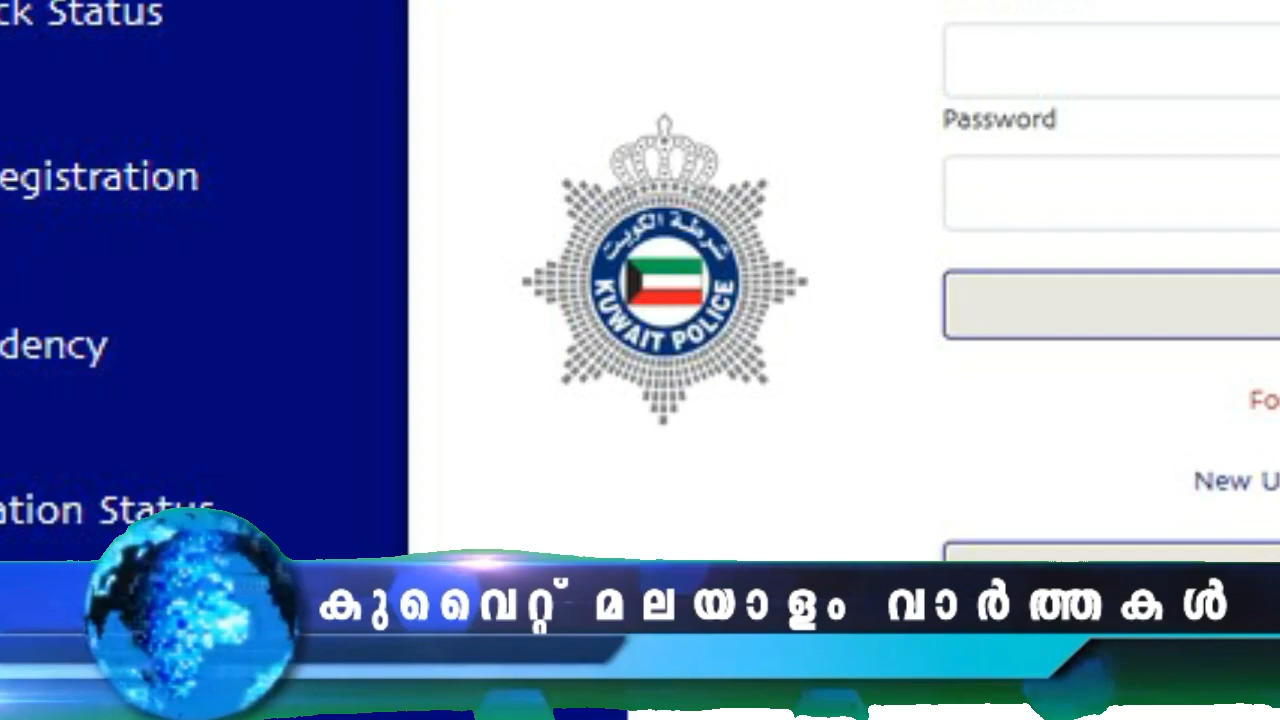 ck Status
egistration
dency
ation Status
شرطة الكويت
KUWAIT POLICE
Password
Fo
New U
കുവൈറ്റ് മലയാളം വാർത്തകൾ